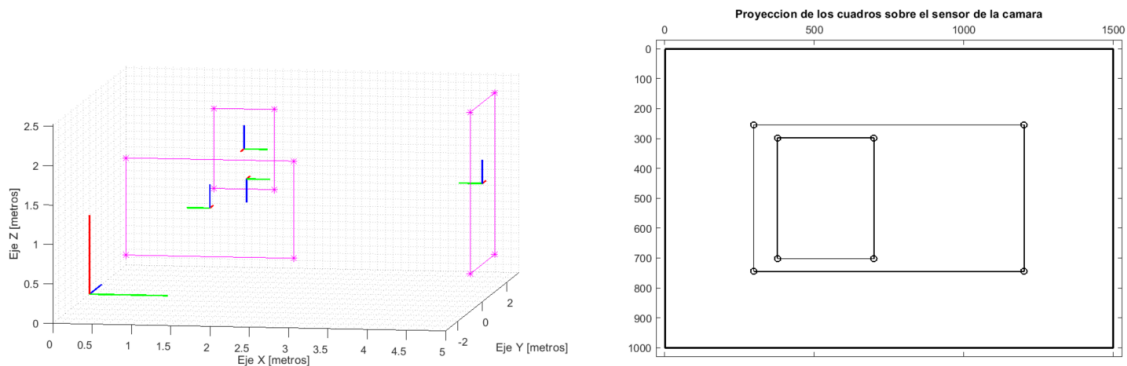 2.5
2
1.5
1
0.5
0
Eje Z [metros]
0 0.5 1 1.5 2 2.5 3 3.5 4 4.5 5
Eje X [metros]
-2 0 2
Eje Y [metros]
Proyeccion de los cuadros sobre el sensor de la camara
0 500 1000 1500
0
100
200
300
400
500
600
700
800
900
1000